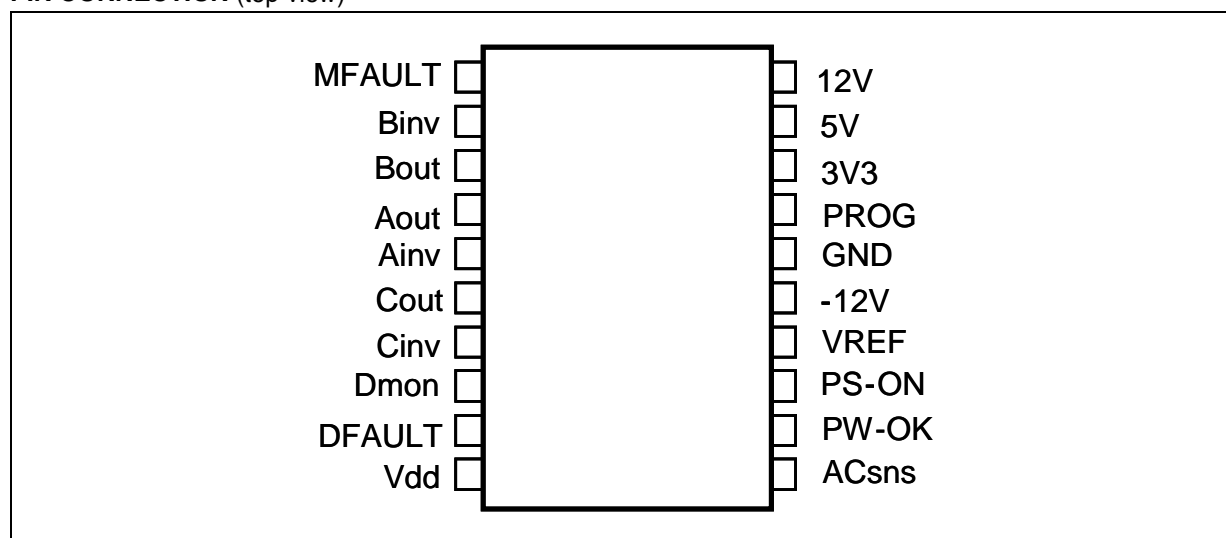 MFAULT
Binv
Bout
Aout
Ainv
Cout
Cinv
Dmon
DFAULT
Vdd
12V
5V
3V3
PROG
GND
-12V
VREF
PS-ON
PW-OK
ACsns